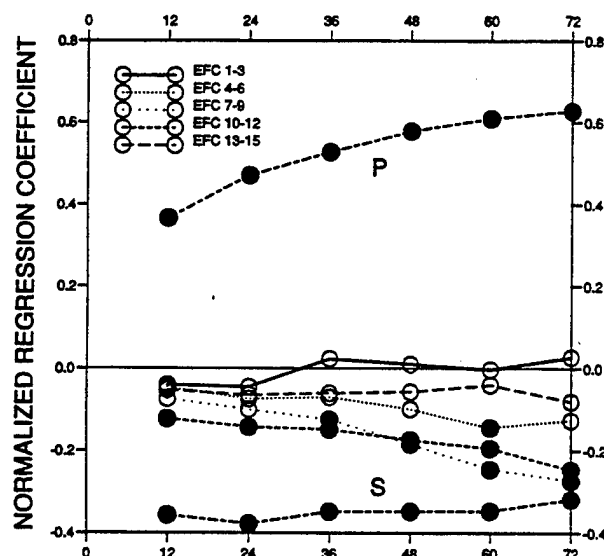 0 12 24 36 48 60 72
0.8 0.8
EFC 1-3
EFC 4-6
EFC 7-9
EFC 10-12
EFC 13-15
0.6 0.6
P
0.4 0.4
NORMALIZED REGRESSION COEFFICIENT
0.2 0.2
0.0 0.0
-0.2 -0.2
S
-0.4 -0.4
0 12 24 36 48 60 72